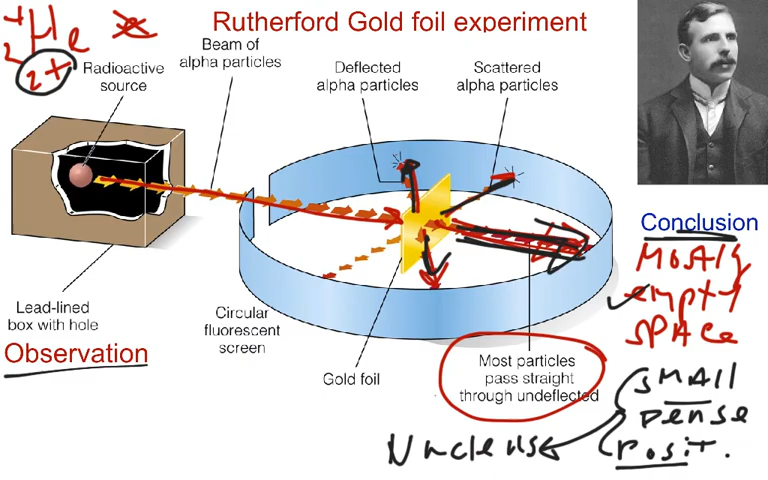 Rutherford Gold foil experiment
4
2He
2+
Radioactive
source
Beam of
alpha particles
Deflected
alpha particles
Scattered
alpha particles
Lead-lined
box with hole
Observation
Circular
fluorescent
screen
Gold foil
Most particles
pass straight
through undeflected
Conclusion
Mostly
empty
space
small
Dense
Posit.
Nucleus